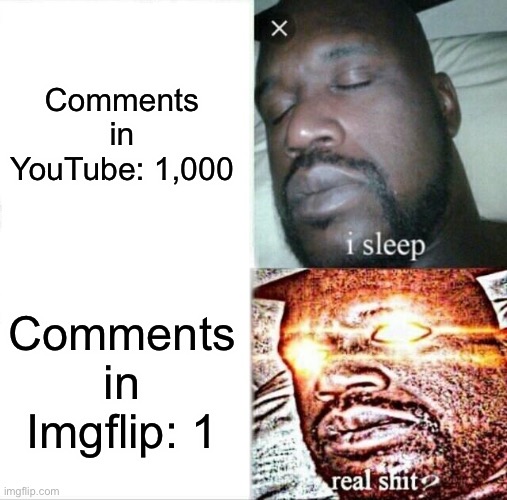 Comments
in
YouTube: 1,000
i sleep
Comments
in
Imgflip: 1
real shit?
imgflip.com